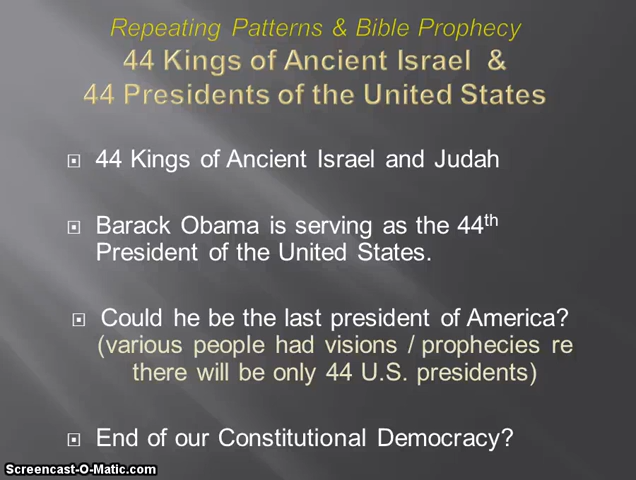 Repeating Patterns & Bible Prophecy
44 Kings of Ancient Israel &
44 Presidents of the United States
44 Kings of Ancient Israel and Judah
Barack Obama is serving as the 44th
President of the United States.
Could he be the last president of America?
(various people had visions / prophecies re
there will be only 44 U.S. presidents)
End of our Constitutional Democracy?
Screencast-O-Matic.com